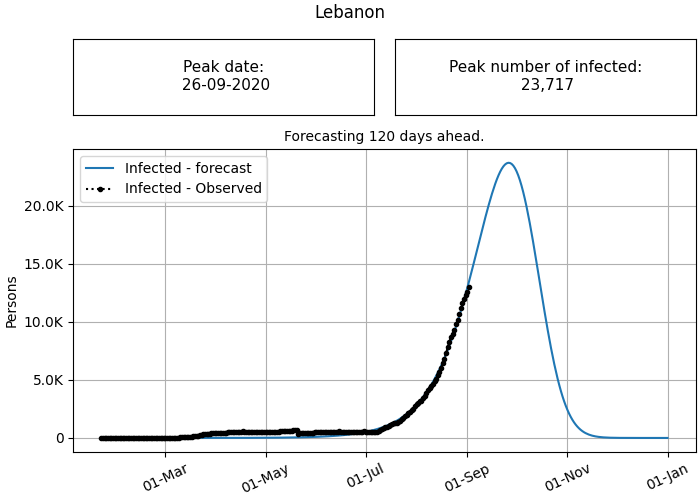 Lebanon
Peak date:
26-09-2020
Peak number of infected:
23,717
Forecasting 120 days ahead.
Infected - forecast
Infected - Observed
20.0K
15.0K
10.0K
5.0K
0
Persons
01-Mar
01-May
01-Jul
01-Sep
01-Nov
01-Jan